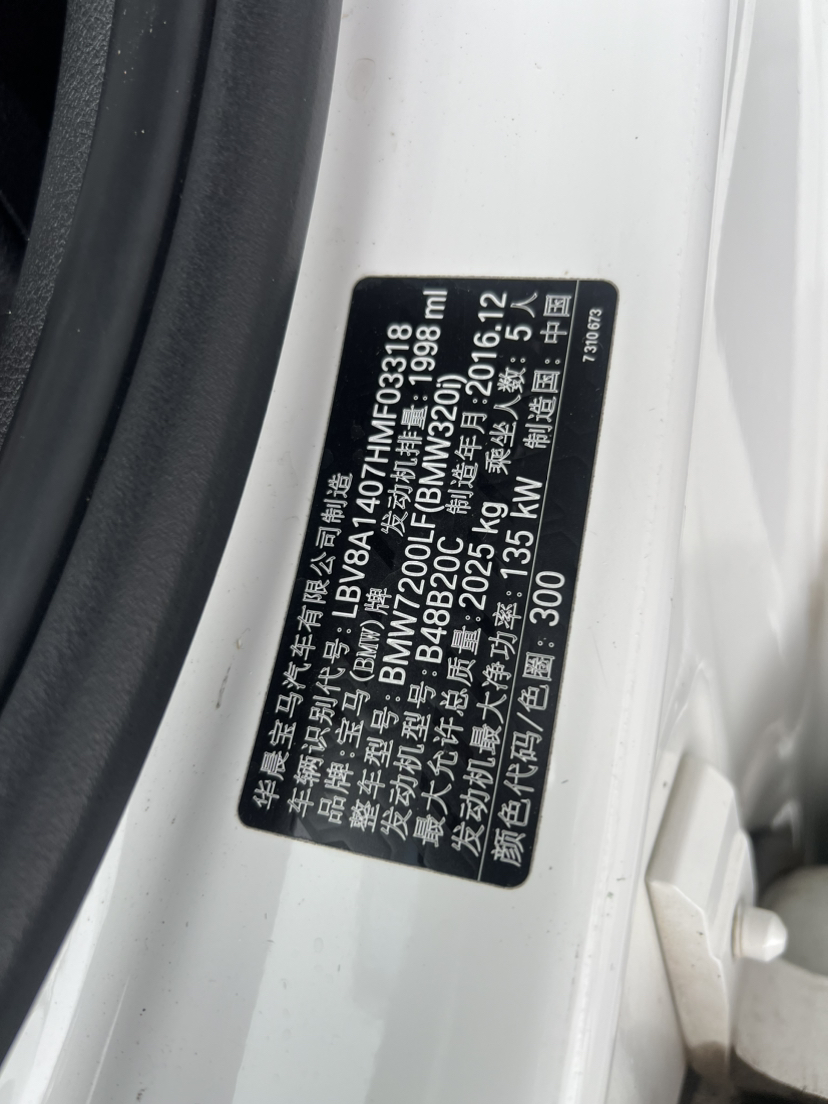 华晨宝马汽车有限公司制造
车辆识别代号: LBV8A1407HMF03318
品牌:宝马(BMW)牌 发动机排量:1998 ml
整车型号:BMW7200LF(BMW320i)
发动机型号:B48B20C 制造年月:2016.12
最大允许总质量:2025 kg 乘坐人数: 5 人
发动机最大净功率: 135 kW 制造国: 中国
颜色代码/色圈: 300
7 310 673